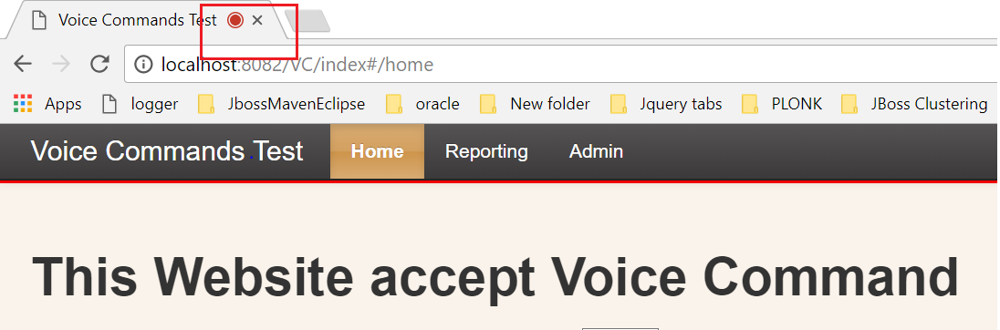 Voice Commands Test
localhost:8082/VC/index#/home
Apps logger JbossMavenEclipse oracle New folder Jquery tabs PLONK JBoss Clustering
Voice Commands Test Home Reporting Admin
This Website accept Voice Command